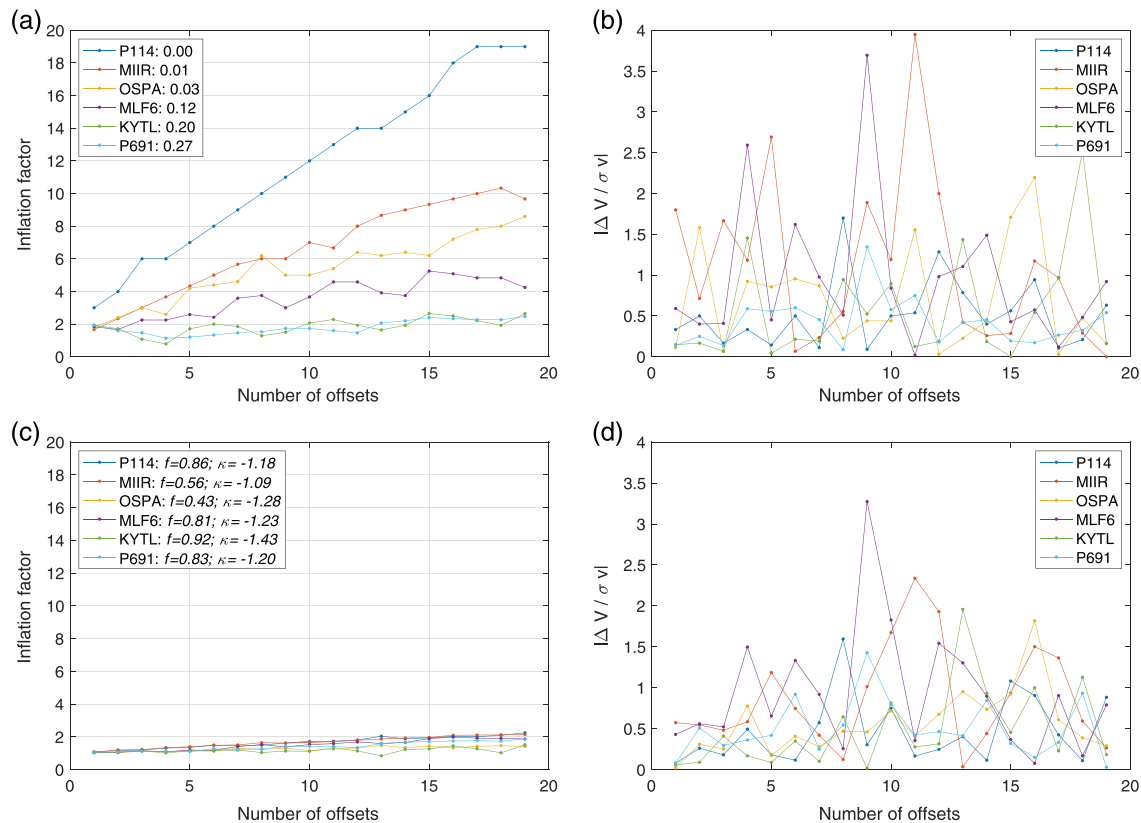 (a)
20
18
16
14
12
10
8
6
4
2
0
Inflation factor
P114: 0.00
MIIR: 0.01
OSPA: 0.03
MLF6: 0.12
KYTL: 0.20
P691: 0.27
0 5 10 15 20
Number of offsets
(b)
4
3.5
3
2.5
2
1.5
1
0.5
0
|Δ V / σ v|
P114
MIIR
OSPA
MLF6
KYTL
P691
0 5 10 15 20
Number of offsets
(c)
20
18
16
14
12
10
8
6
4
2
0
Inflation factor
P114: f=0.86; κ= -1.18
MIIR: f=0.56; κ= -1.09
OSPA: f=0.43; κ= -1.28
MLF6: f=0.81; κ= -1.23
KYTL: f=0.92; κ= -1.43
P691: f=0.83; κ= -1.20
0 5 10 15 20
Number of offsets
(d)
4
3.5
3
2.5
2
1.5
1
0.5
0
|Δ V / σ v|
P114
MIIR
OSPA
MLF6
KYTL
P691
0 5 10 15 20
Number of offsets